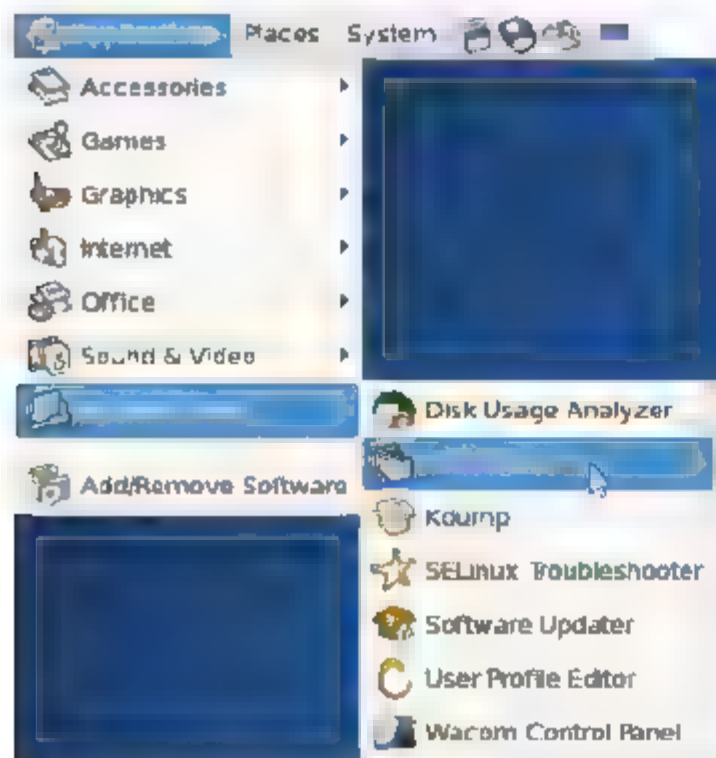 Places System
Accessories
Games
Graphics
Internet
Office
Sound & Video
Disk Usage Analyzer
Add/Remove Software
Kdump
SELinux Troubleshooter
Software Updater
User Profile Editor
Wacom Control Panel